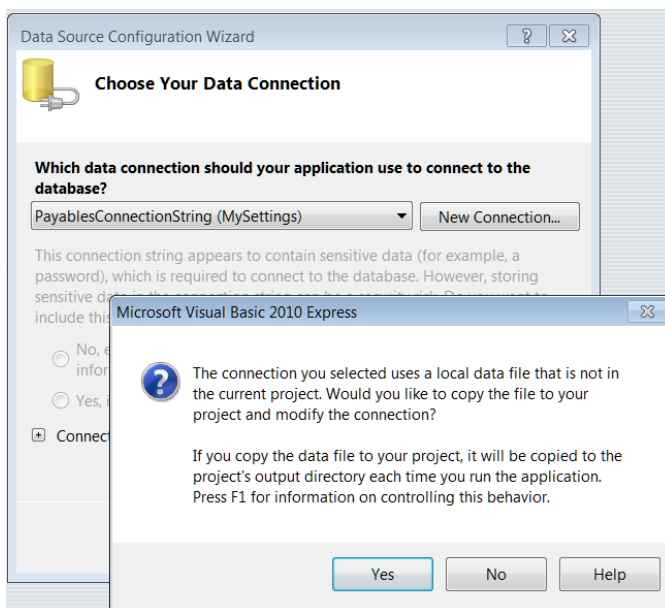 Data Source Configuration Wizard
Choose Your Data Connection
Which data connection should your application use to connect to the
database?
PayablesConnectionString (MySettings)
New Connection...
This connection string appears to contain sensitive data (for example, a
password), which is required to connect to the database. However, storing
sensitive
include this
Microsoft Visual Basic 2010 Express
No, e
infor
Yes, i
Connect
The connection you selected uses a local data file that is not in
the current project. Would you like to copy the file to your
project and modify the connection?
If you copy the data file to your project, it will be copied to the
project's output directory each time you run the application.
Press F1 for information on controlling this behavior.
Yes
No
Help